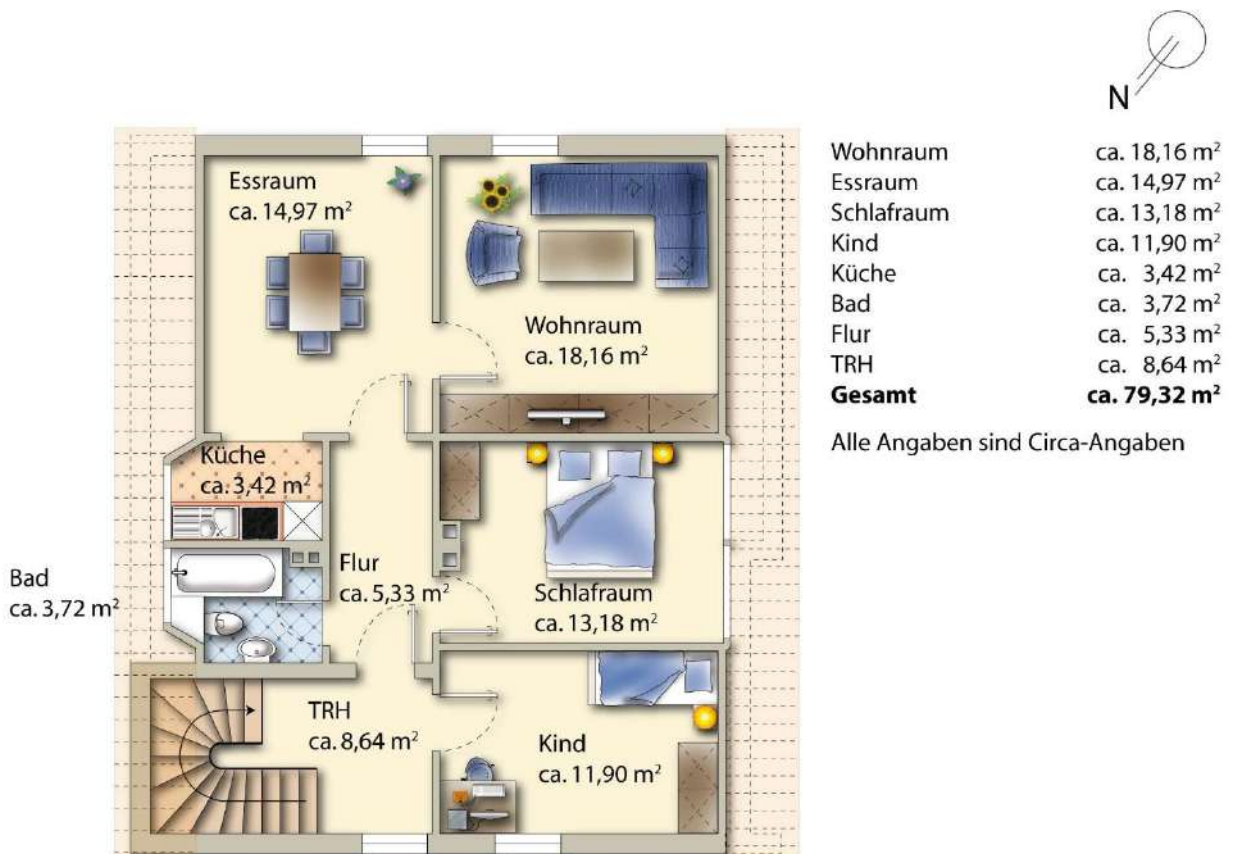 N
Wohnraum ca. 18,16 m²
Essraum ca. 14,97 m²
Schlafraum ca. 13,18 m²
Kind ca. 11,90 m²
Küche ca. 3,42 m²
Bad ca. 3,72 m²
Flur ca. 5,33 m²
TRH ca. 8,64 m²
Gesamt ca. 79,32 m²
Alle Angaben sind Circa-Angaben
Essraum
ca. 14,97 m²
Wohnraum
ca. 18,16 m²
Küche
ca. 3,42 m²
Bad
ca. 3,72 m²
Flur
ca. 5,33 m²
Schlafraum
ca. 13,18 m²
TRH
ca. 8,64 m²
Kind
ca. 11,90 m²